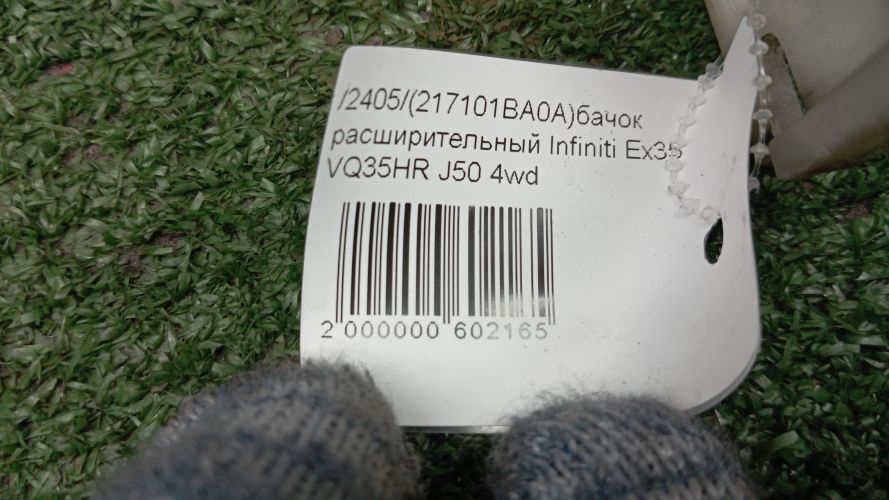 /2405/(217101BA0A)бачок
расширительный Infiniti Ex35
VQ35HR J50 4wd
2 000000 602165